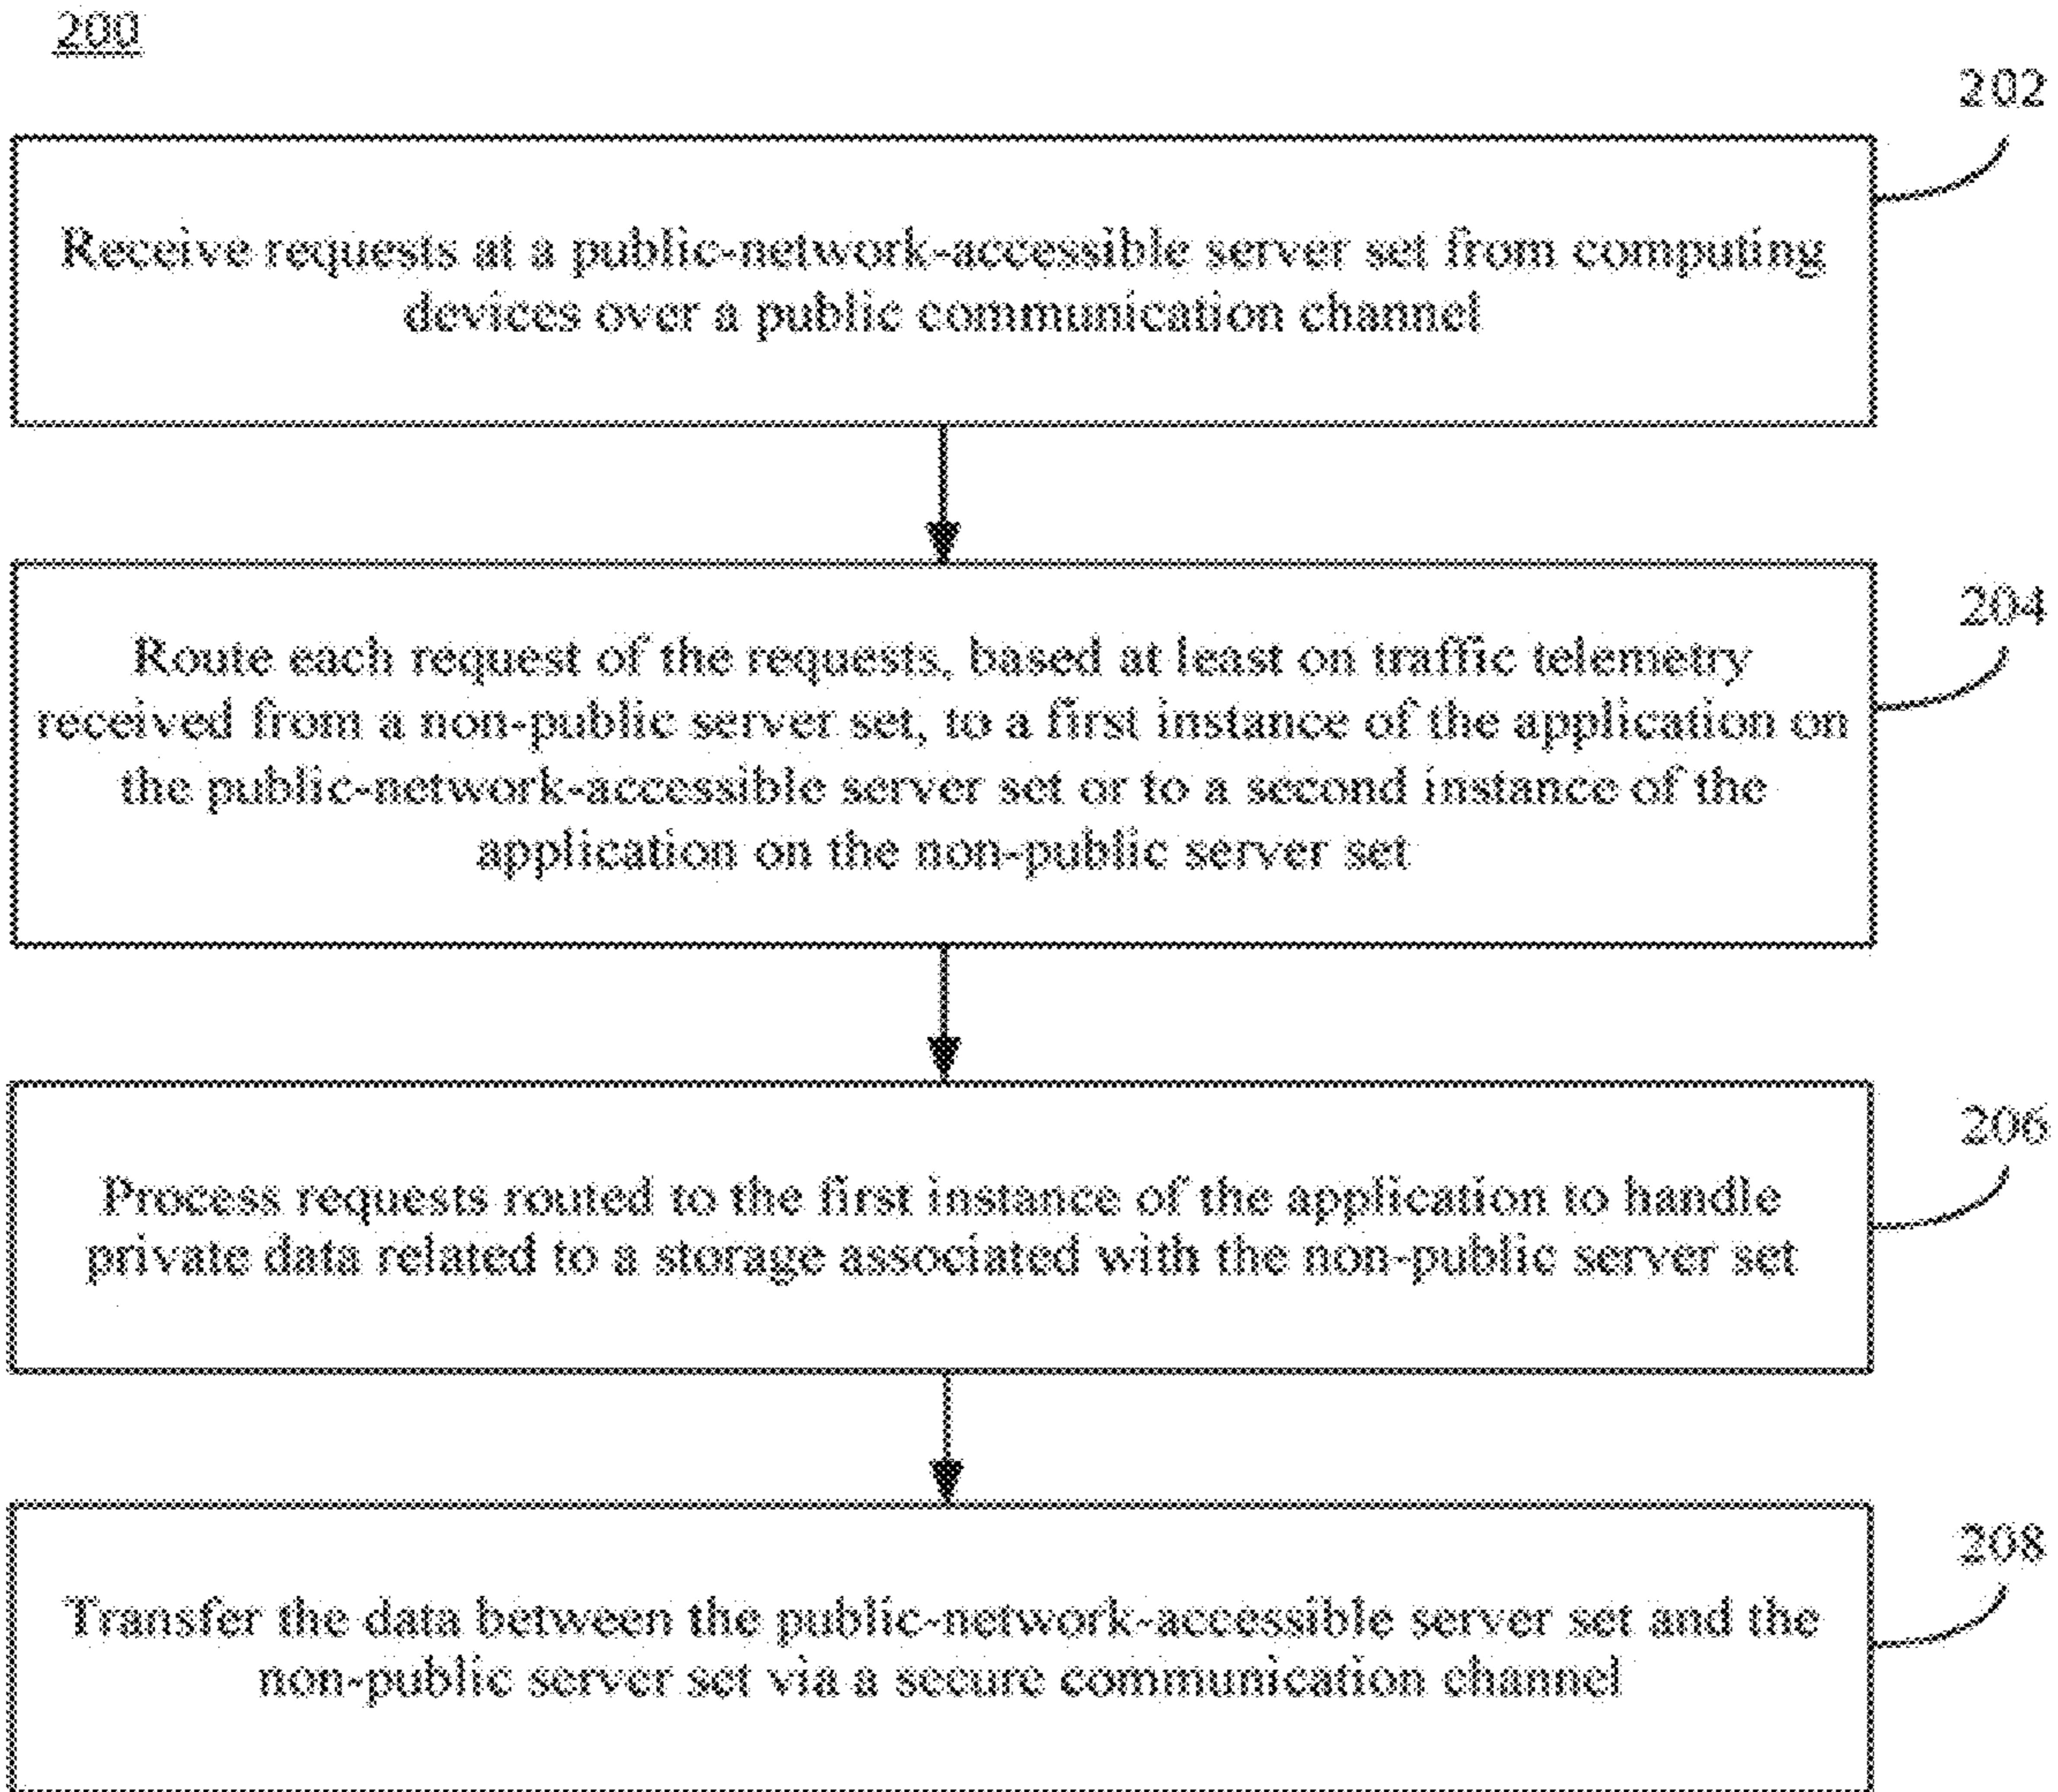 200
202
Receive requests at a public-network-accessible server set from computing
devices over a public communication channel
204
Route each request of the requests, based at least on traffic telemetry
received from a non-public server set, to a first instance of the application on
the public-network-accessible server set or to a second instance of the
application on the non-public server set
206
Process requests routed to the first instance of the application to handle
private data related to a storage associated with the non-public server set
208
Transfer the data between the public-network-accessible server set and the
non-public server set via a secure communication channel